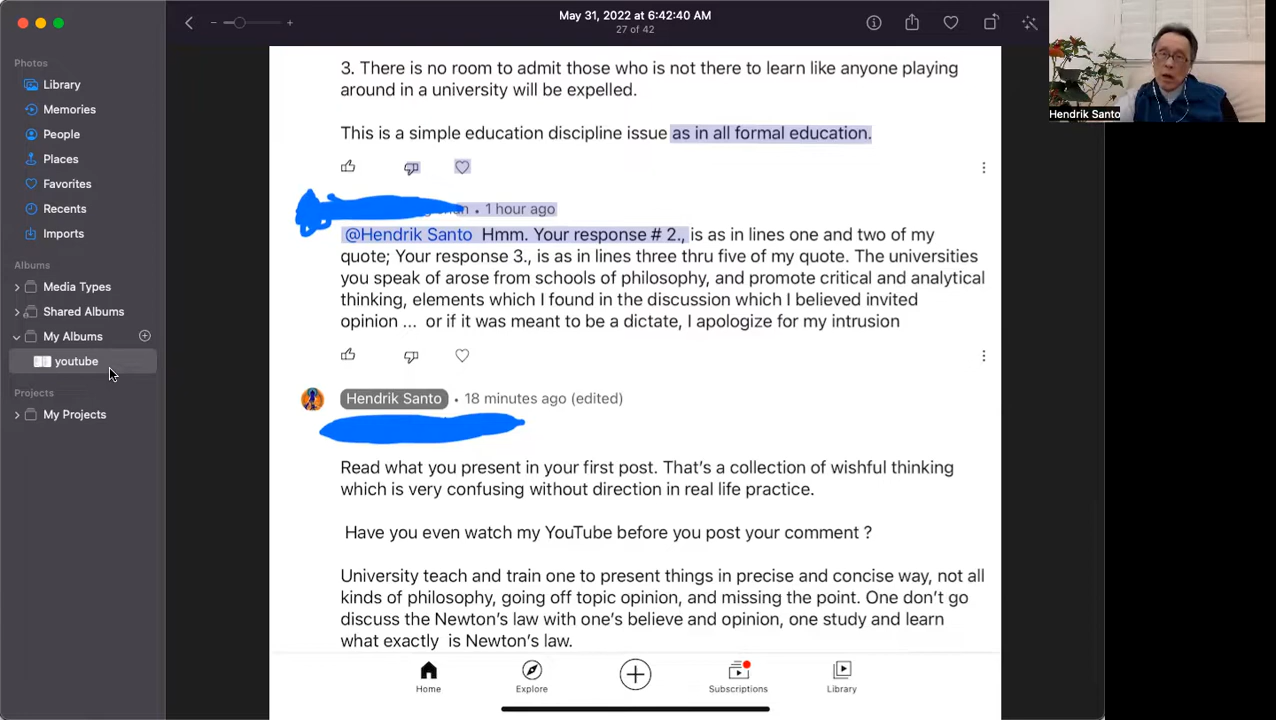 May 31, 2022 at 6:42:40 AM
27 of 42
Photos
Library
Memories
People
Places
Favorites
Recents
Imports
Albums
Media Types
Shared Albums
My Albums
youtube
Projects
My Projects
3. There is no room to admit those who is not there to learn like anyone playing
around in a university will be expelled.
This is a simple education discipline issue as in all formal education.
• 1 hour ago
@Hendrik Santo Hmm. Your response # 2., is as in lines one and two of my
quote; Your response 3., is as in lines three thru five of my quote. The universities
you speak of arose from schools of philosophy, and promote critical and analytical
thinking, elements which I found in the discussion which I believed invited
opinion ... or if it was meant to be a dictate, I apologize for my intrusion
Hendrik Santo • 18 minutes ago (edited)
Read what you present in your first post. That's a collection of wishful thinking
which is very confusing without direction in real life practice.
Have you even watch my YouTube before you post your comment ?
University teach and train one to present things in precise and concise way, not all
kinds of philosophy, going off topic opinion, and missing the point. One don't go
discuss the Newton's law with one's believe and opinion, one study and learn
what exactly is Newton's law.
Home
Explore
Subscriptions
Library
Hendrik Santo